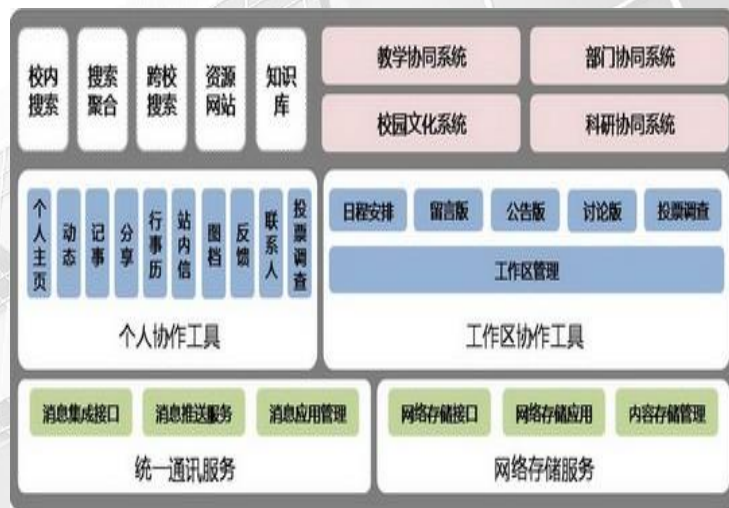 校内
搜索
搜索
聚合
跨校
搜索
资源
网站
知识
库
教学协同系统
部门协同系统
校园文化系统
科研协同系统
个人主页
动态
记事
分享
行事历
站内信
图档
反馈
联系人
投票调查
个人协作工具
日程安排
留言版
公告版
讨论版
投票调查
工作区管理
工作区协作工具
消息集成接口
消息推送服务
消息应用管理
统一通讯服务
网络存储接口
网络存储应用
内容存储管理
网络存储服务